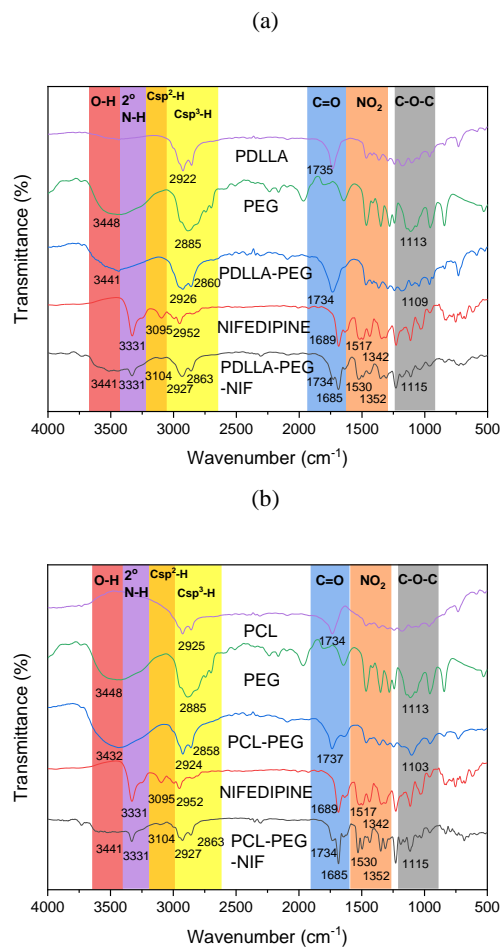 (a)
O-H 2º Csp²-H C=O NO₂ C-O-C
N-H Csp³-H
PDLLA
2922 1735
PEG
3448 2885 1113
PDLLA-PEG
3441 2926 2860 1734 1109
NIFEDIPINE
3331 3095 2952 1689 1517 1342
PDLLA-PEG
-NIF
3441 3331 3104 2927 2863 1734 1685 1530 1352 1115
4000 3500 3000 2500 2000 1500 1000 500
Wavenumber (cm⁻¹)
Transmittance (%)
(b)
O-H 2º Csp²-H C=O NO₂ C-O-C
N-H Csp³-H
PCL
2925 1734
PEG
3448 2885 1113
PCL-PEG
3432 2924 2858 1737 1103
NIFEDIPINE
3331 3095 2952 1689 1517 1342
PCL-PEG
-NIF
3441 3331 3104 2927 2863 1734 1685 1530 1352 1115
4000 3500 3000 2500 2000 1500 1000 500
Wavenumber (cm⁻¹)
Transmittance (%)